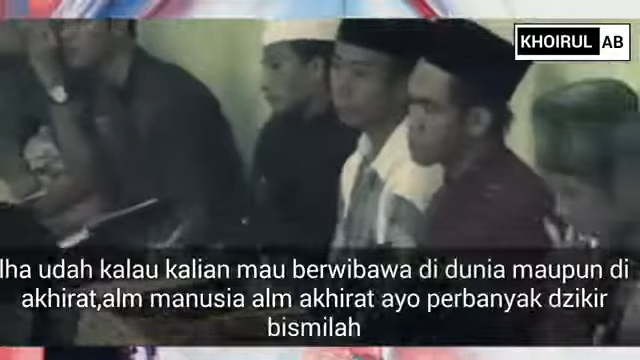 KHOIRUL AB
lha udah kalau kalian mau berwibawa di dunia maupun di
akhirat,alm manusia alm akhirat ayo perbanyak dzikir
bismilah